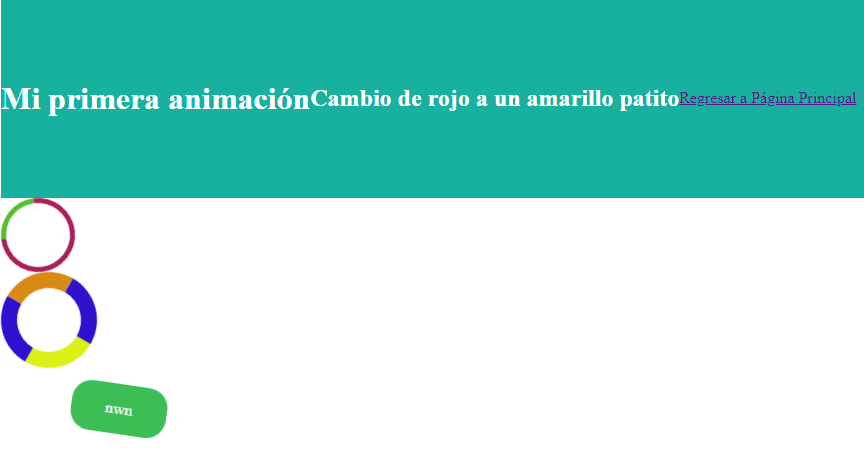 Mi primera animación
Cambio de rojo a un amarillo patito
Regresar a Página Principal
nwn